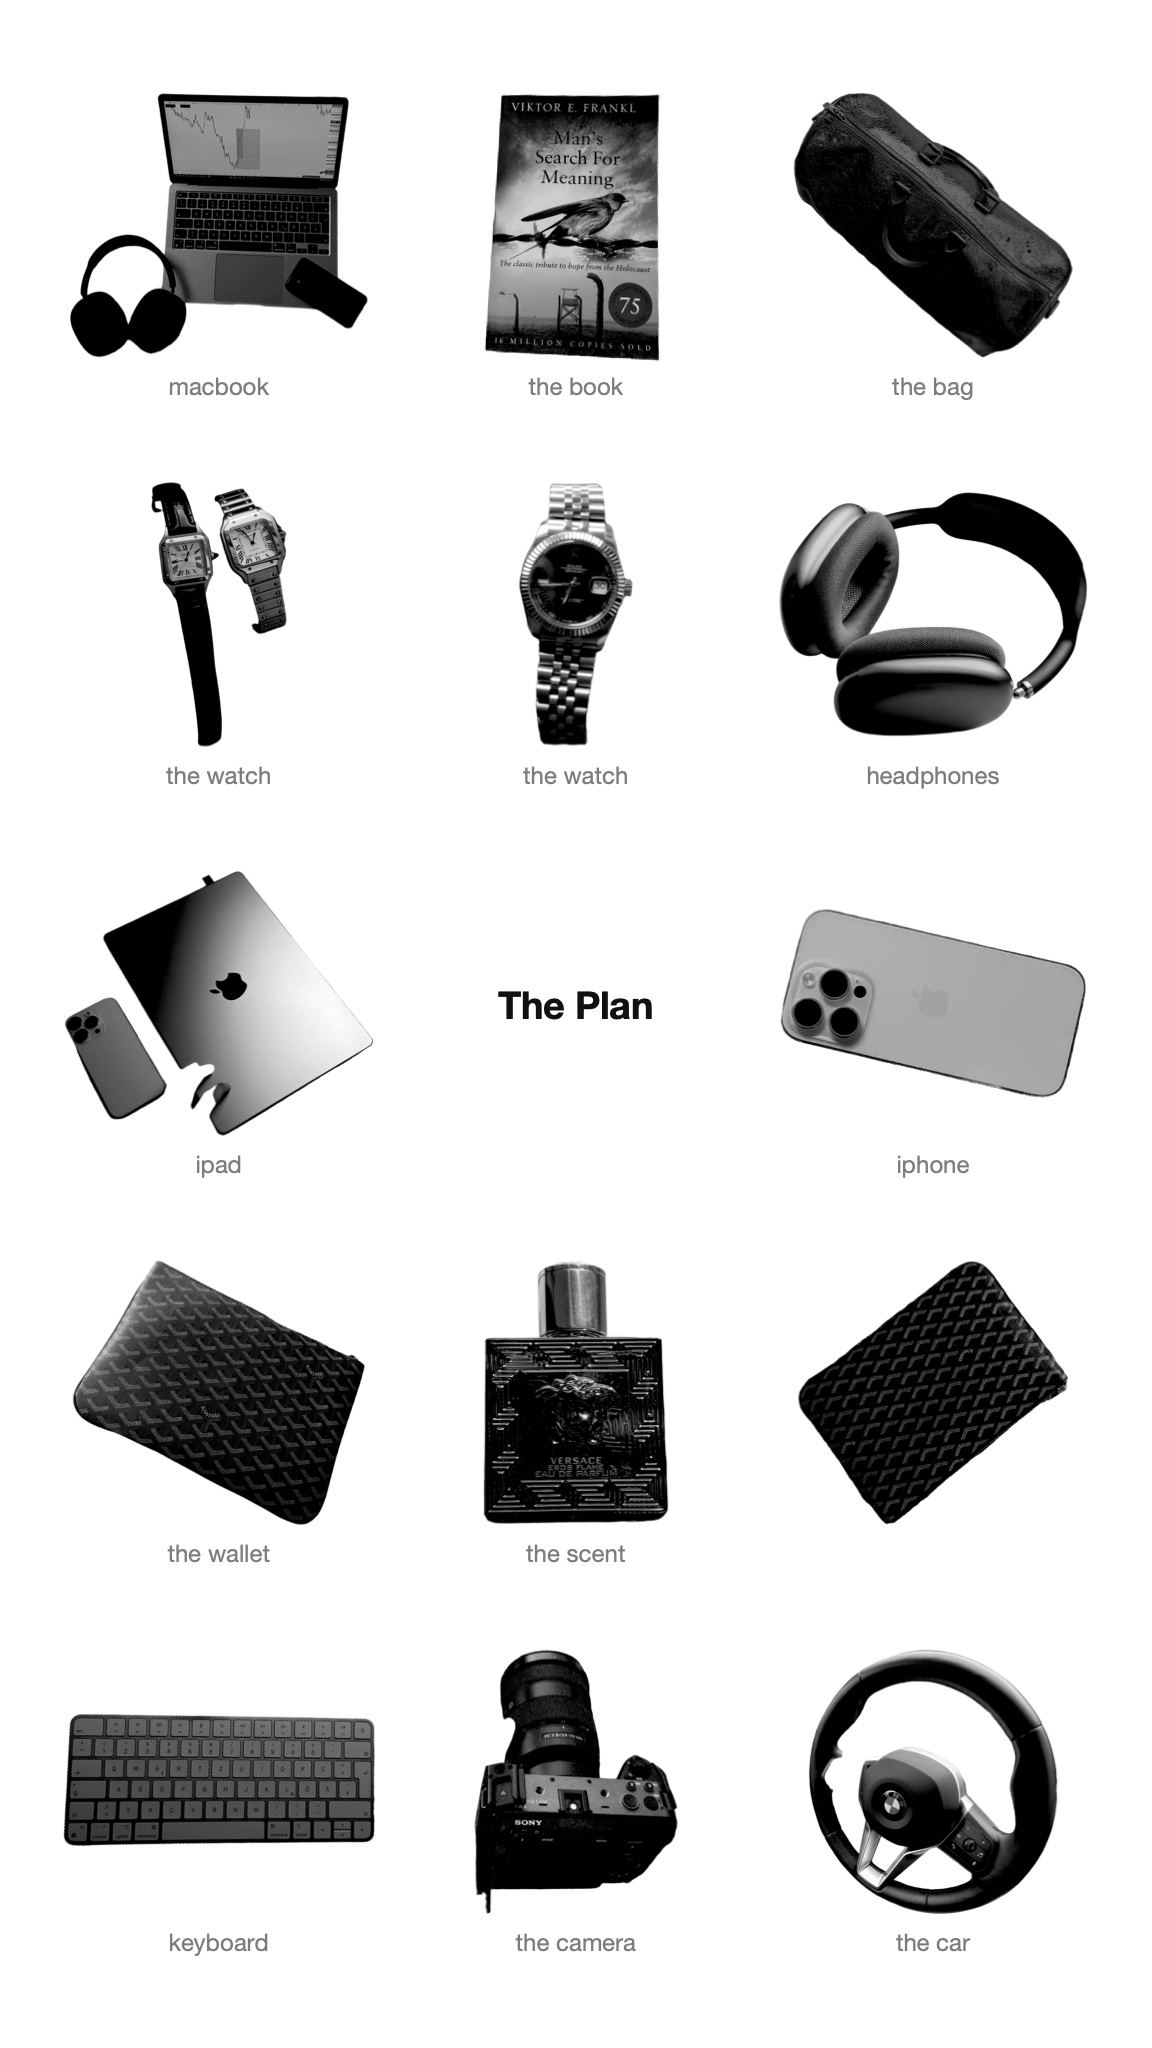 VIKTOR E. FRANKL
Man's
Search For
Meaning
The classic tribute to hope from the Holocaust
75
16 MILLION COPIES SOLD
macbook
the book
the bag
the watch
the watch
headphones
The Plan
ipad
iphone
VERSACE
EROS FLAME
EAU DE PARFUM
the wallet
the scent
SONY
keyboard
the camera
the car